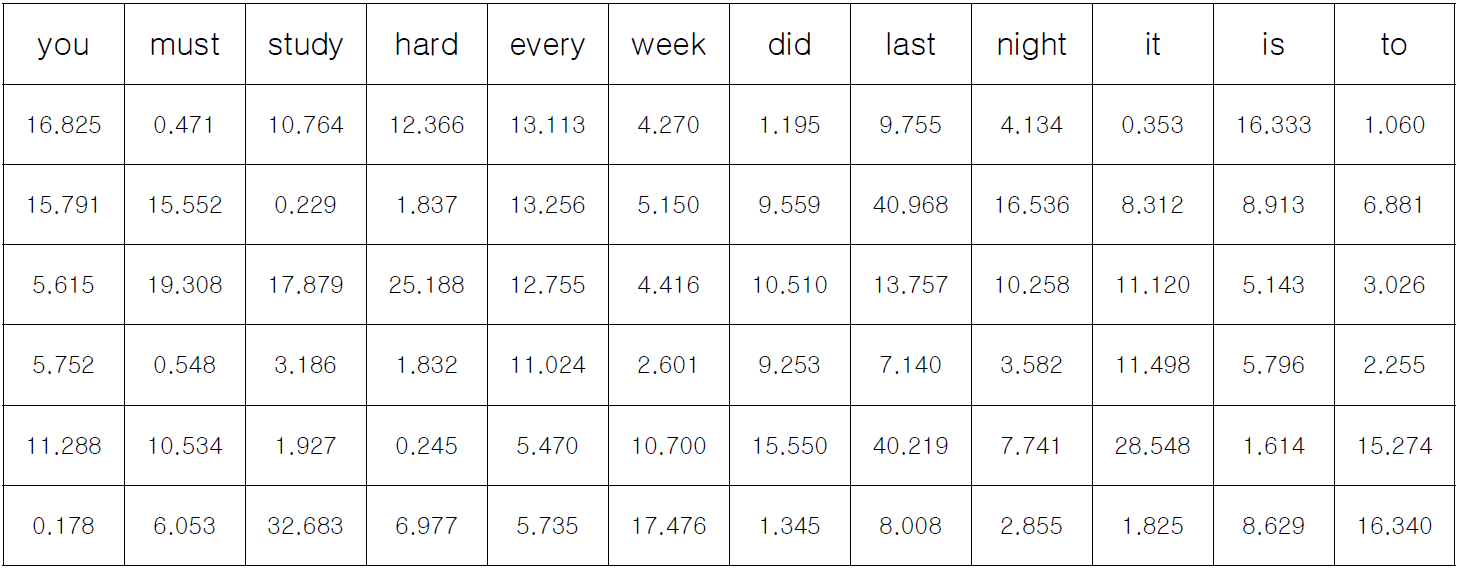 you must study hard every week did last night it is to
16.825 0.471 10.764 12.366 13.113 4.270 1.195 9.755 4.134 0.353 16.333 1.060
15.791 15.552 0.229 1.837 13.256 5.150 9.559 40.968 16.536 8.312 8.913 6.881
5.615 19.308 17.879 25.188 12.755 4.416 10.510 13.757 10.258 11.120 5.143 3.026
5.752 0.548 3.186 1.832 11.024 2.601 9.253 7.140 3.582 11.498 5.796 2.255
11.288 10.534 1.927 0.245 5.470 10.700 15.550 40.219 7.741 28.548 1.614 15.274
0.178 6.053 32.683 6.977 5.735 17.476 1.345 8.008 2.855 1.825 8.629 16.340